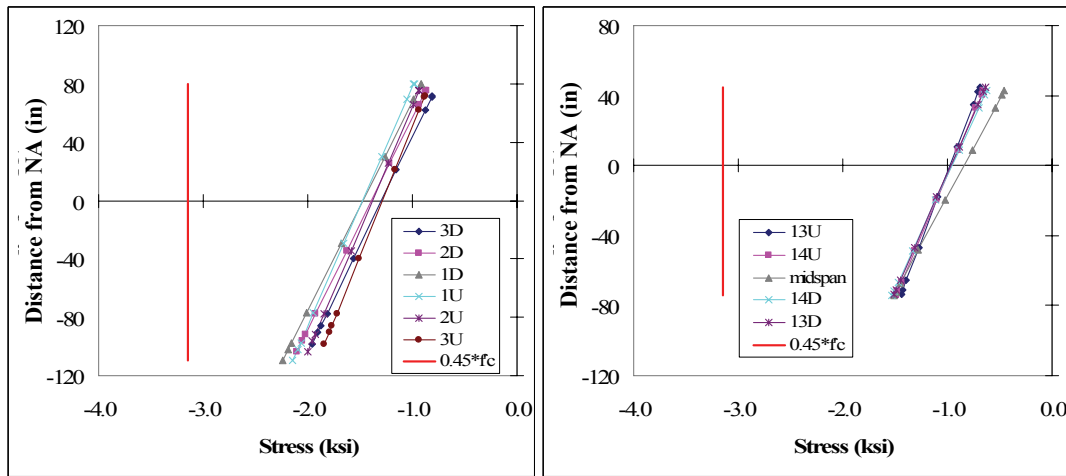 120
80
40
0
-40
-80
-120
Distance from NA (in)
3D
2D
1D
1U
2U
3U
0.45*f'c
-4.0 -3.0 -2.0 -1.0 0.0
Stress (ksi)
120
80
40
0
-40
-80
-120
Distance from NA (in)
13U
14U
midspan
14D
13D
0.45*f'c
-4.0 -3.0 -2.0 -1.0 0.0
Stress (ksi)